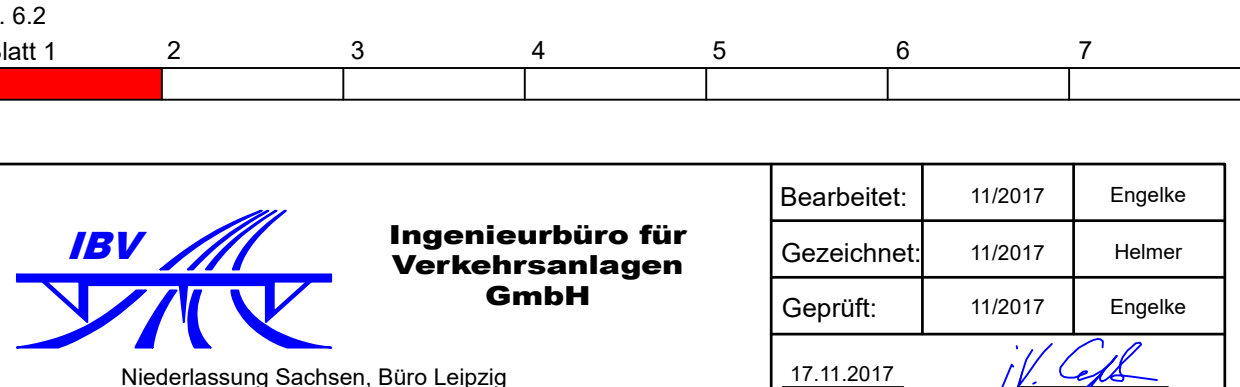 . 6.2
latt 1 2 3 4 5 6 7
IBV
Ingenieurbüro für
Verkehrsanlagen
GmbH
Niederlassung Sachsen, Büro Leipzig
Bearbeitet: 11/2017 Engelke
Gezeichnet: 11/2017 Helmer
Geprüft: 11/2017 Engelke
17.11.2017